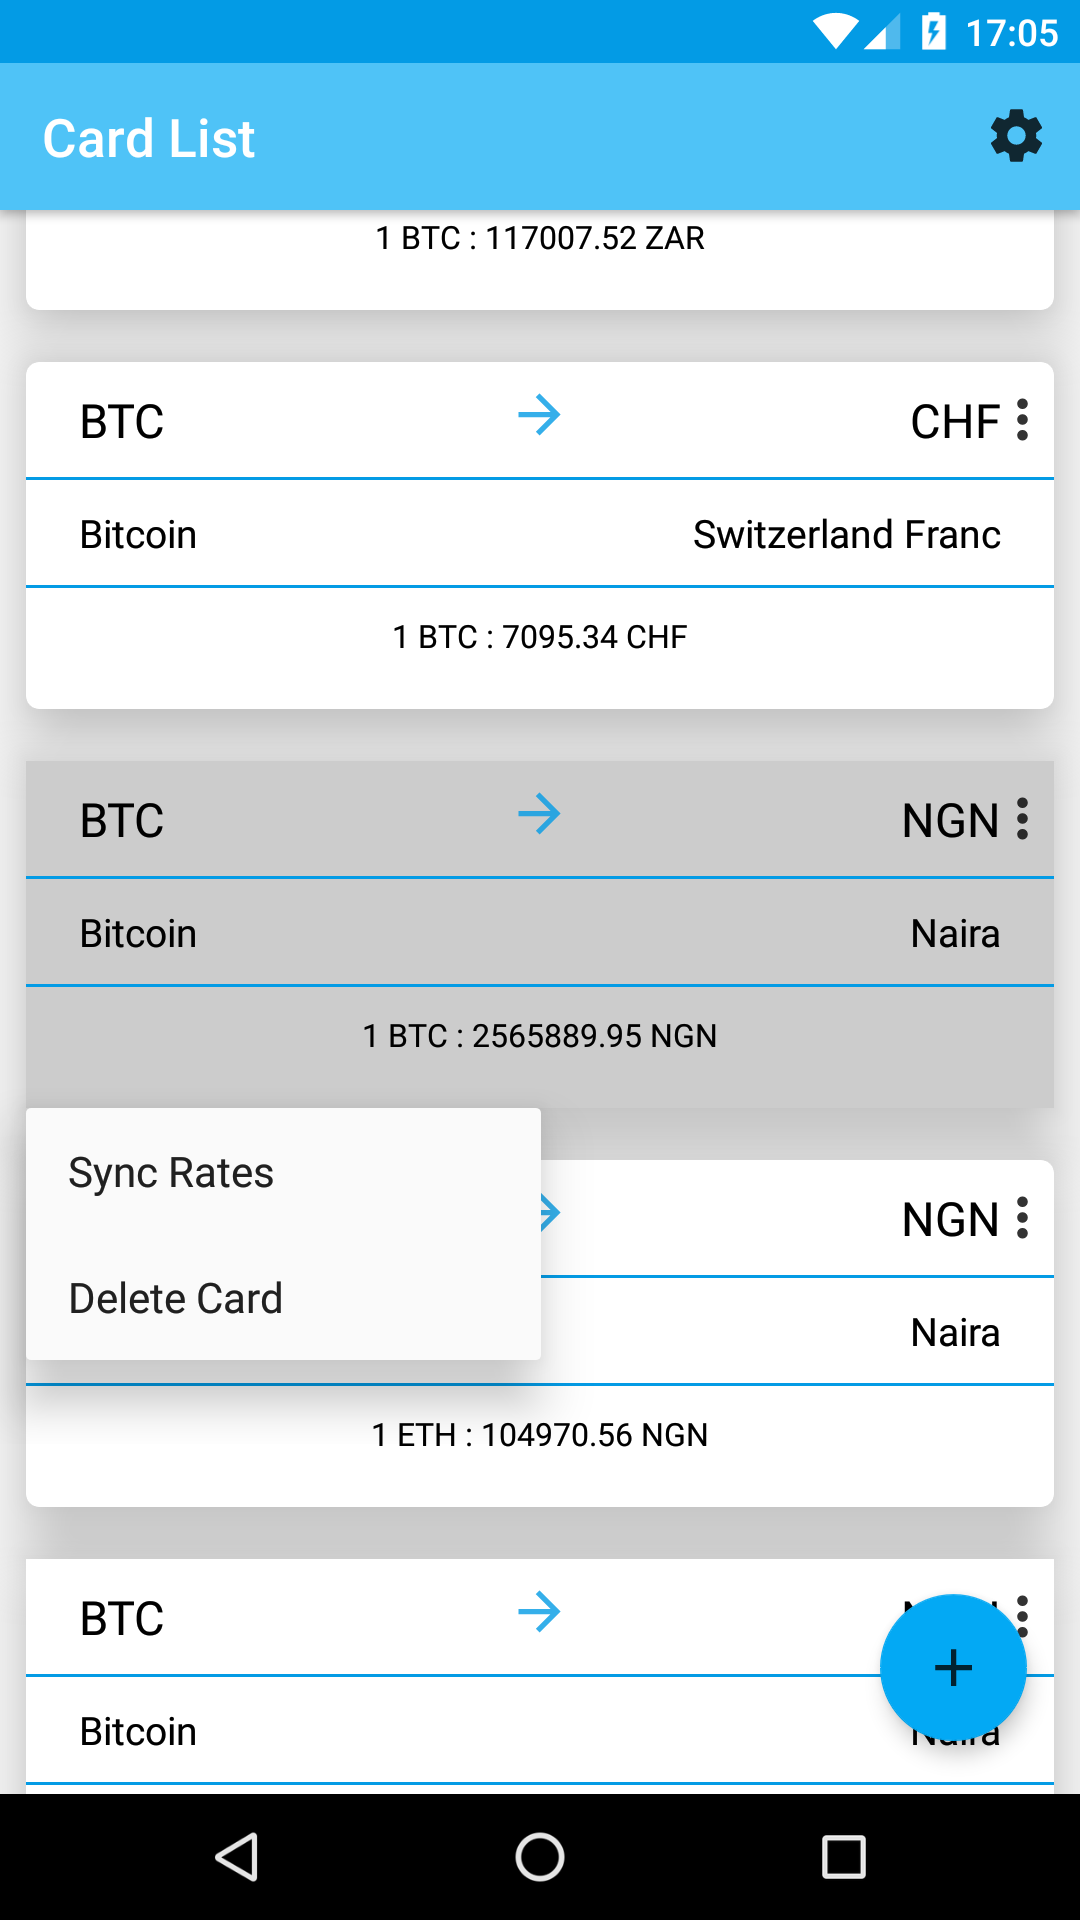 17:05
Card List
1 BTC : 117007.52 ZAR
BTC CHF
Bitcoin Switzerland Franc
1 BTC : 7095.34 CHF
BTC NGN
Bitcoin Naira
1 BTC : 2565889.95 NGN
Sync Rates
NGN
Delete Card
Naira
1 ETH : 104970.56 NGN
BTC
Bitcoin Naira